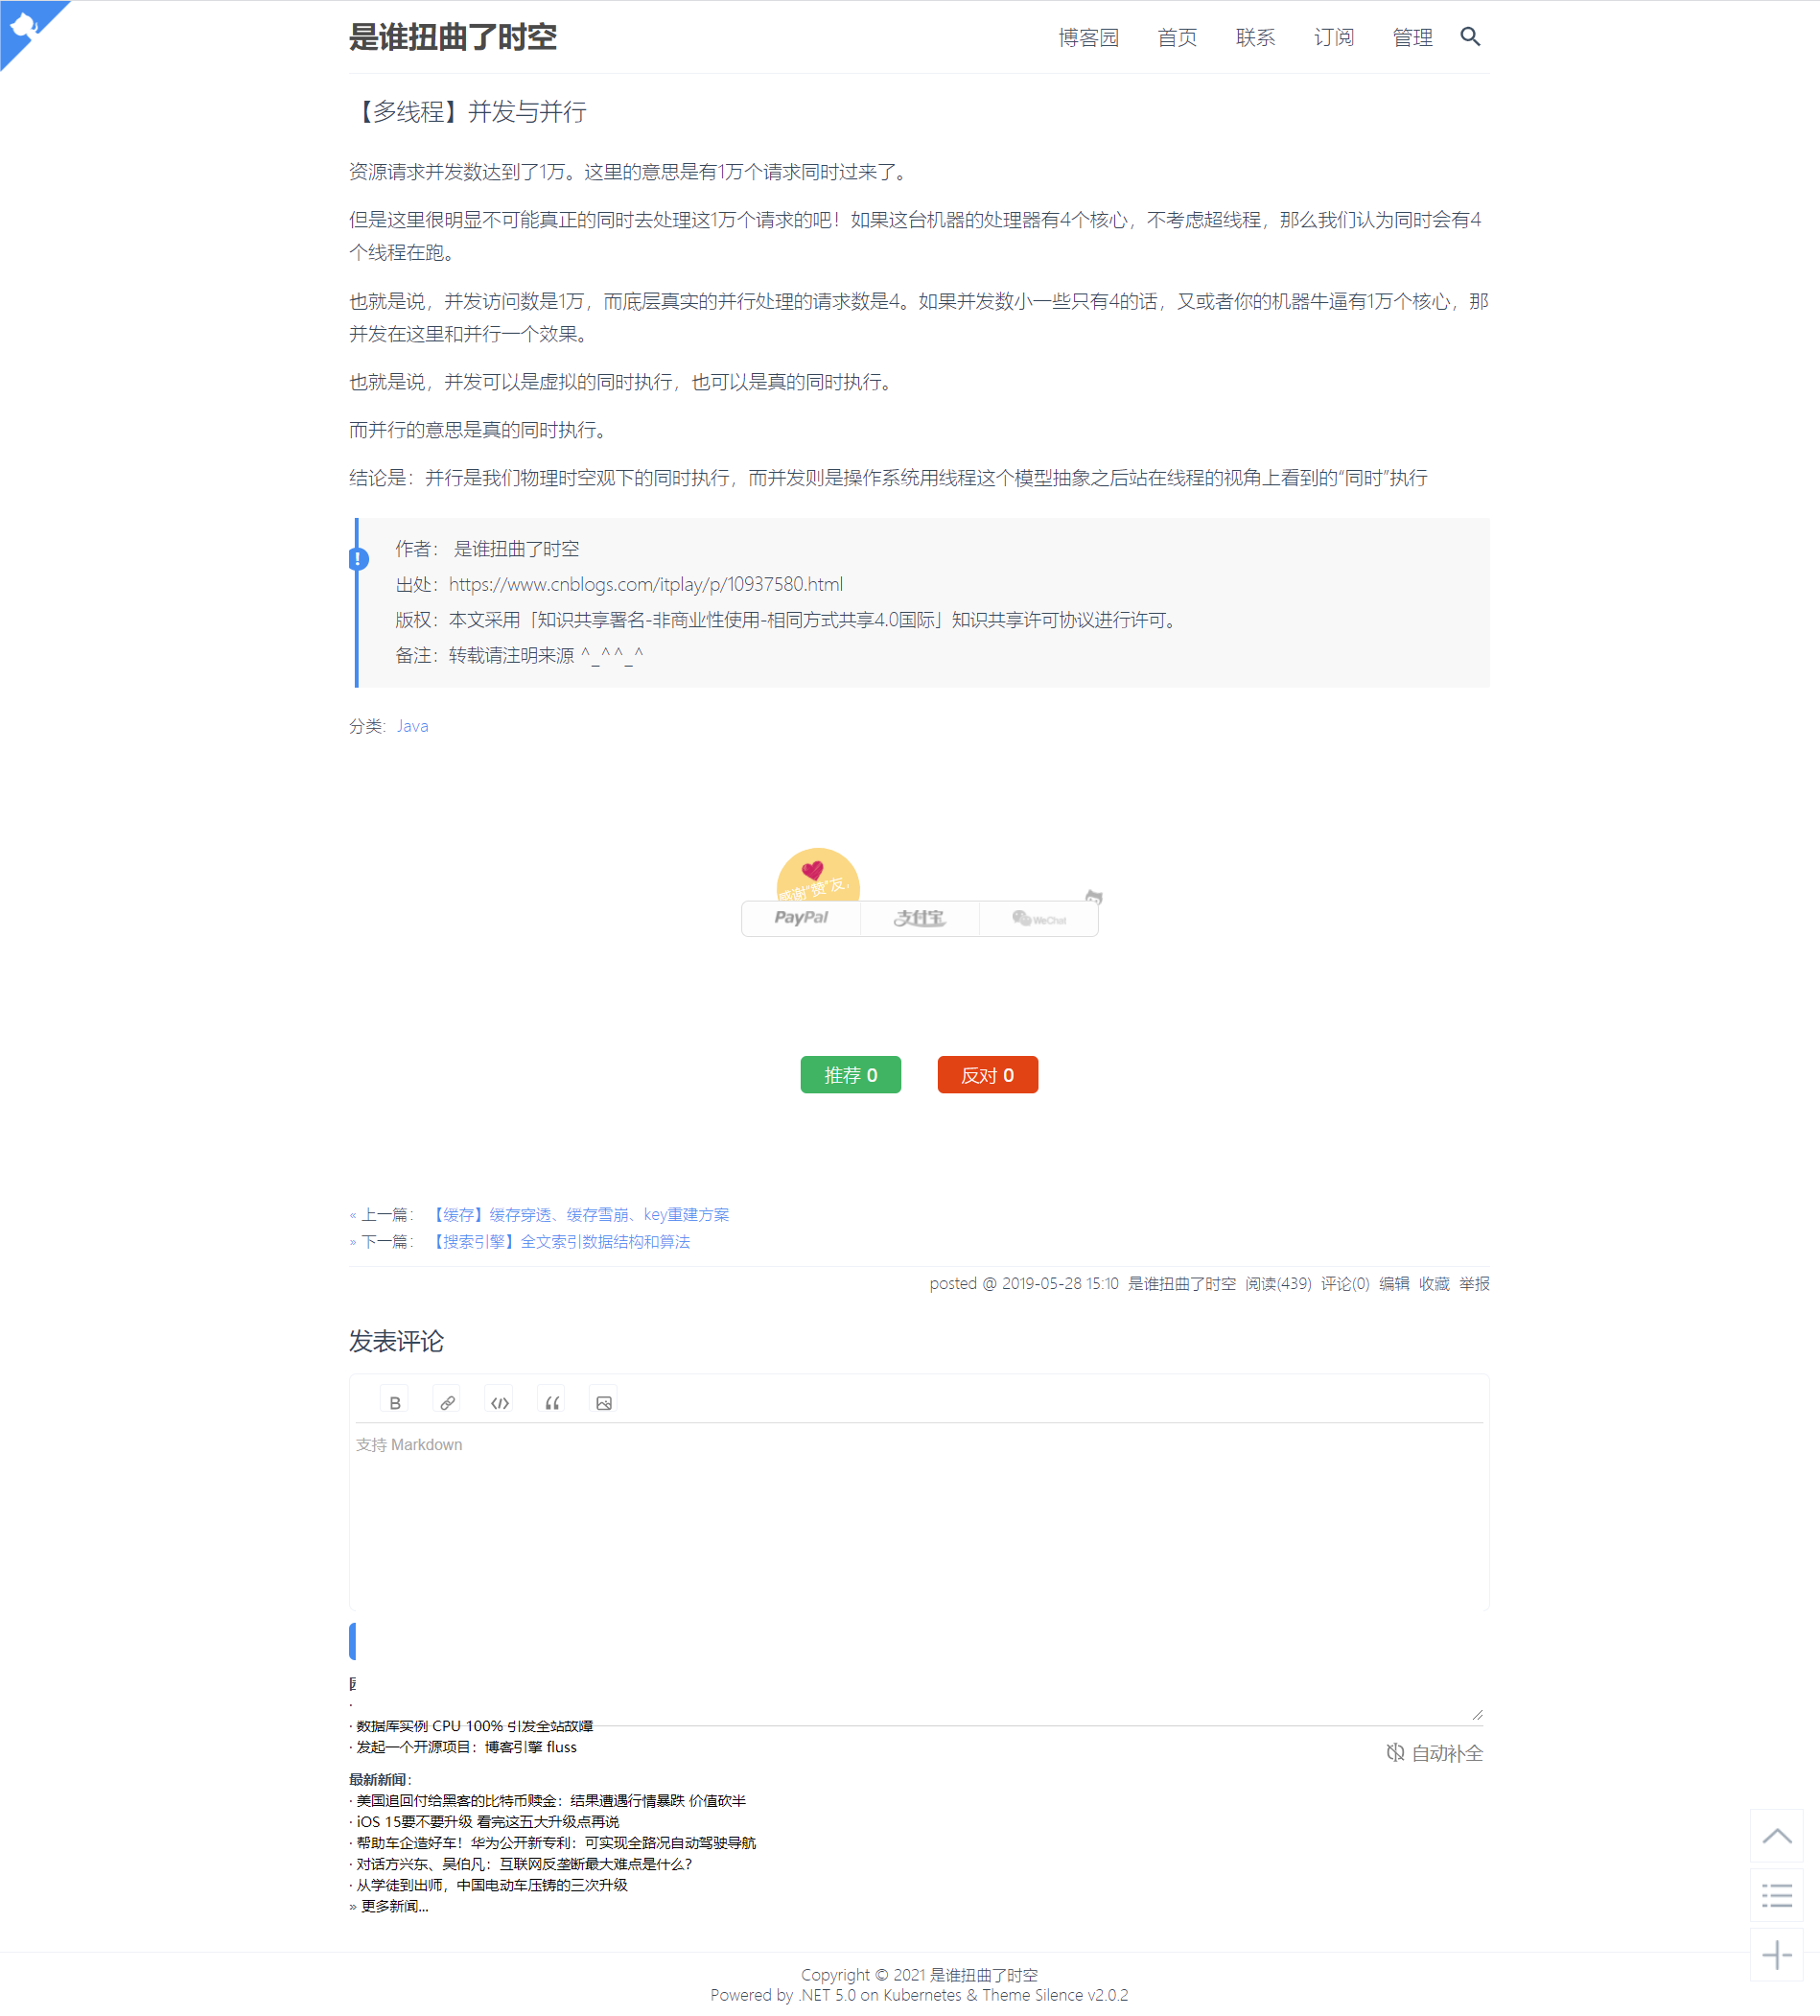 是谁扭曲了时空
博客园 首页 联系 订阅 管理
【多线程】并发与并行
资源请求并发数达到了1万。这里的意思是有1万个请求同时过来了。
但是这里很明显不可能真正的同时去处理这1万个请求的吧！如果这台机器的处理器有4个核心，不考虑超线程，那么我们认为同时会有4
个线程在跑。
也就是说，并发访问数是1万，而底层真实的并行处理的请求数是4。如果并发数小一些只有4的话，又或者你的机器牛逼有1万个核心，那
并发在这里和并行一个效果。
也就是说，并发可以是虚拟的同时执行，也可以是真的同时执行。
而并行的意思是真的同时执行。
结论是：并行是我们物理时空观下的同时执行，而并发则是操作系统用线程这个模型抽象之后站在线程的视角上看到的“同时”执行
作者： 是谁扭曲了时空
出处：https://www.cnblogs.com/itplay/p/10937580.html
版权：本文采用「知识共享署名-非商业性使用-相同方式共享4.0国际」知识共享许可协议进行许可。
备注：转载请注明来源 ^_^^_^
分类: Java
感谢“赞”友，
PayPal 支付宝 WeChat
推荐 0 反对 0
« 上一篇： 【缓存】缓存穿透、缓存雪崩、key重建方案
» 下一篇： 【搜索引擎】全文索引数据结构和算法
posted @ 2019-05-28 15:10 是谁扭曲了时空 阅读(439) 评论(0) 编辑 收藏 举报
发表评论
B
支持 Markdown
· 数据库实例 CPU 100% 引发全站故障
· 发起一个开源项目：博客引擎 fluss
自动补全
最新新闻：
· 美国追回付给黑客的比特币赎金：结果遭遇行情暴跌 价值砍半
· iOS 15要不要升级 看完这五大升级点再说
· 帮助车企造好车！华为公开新专利：可实现全路况自动驾驶导航
· 对话方兴东、吴伯凡：互联网反垄断最大难点是什么？
· 从学徒到出师，中国电动车压铸的三次升级
» 更多新闻...
Copyright © 2021 是谁扭曲了时空
Powered by .NET 5.0 on Kubernetes & Theme Silence v2.0.2